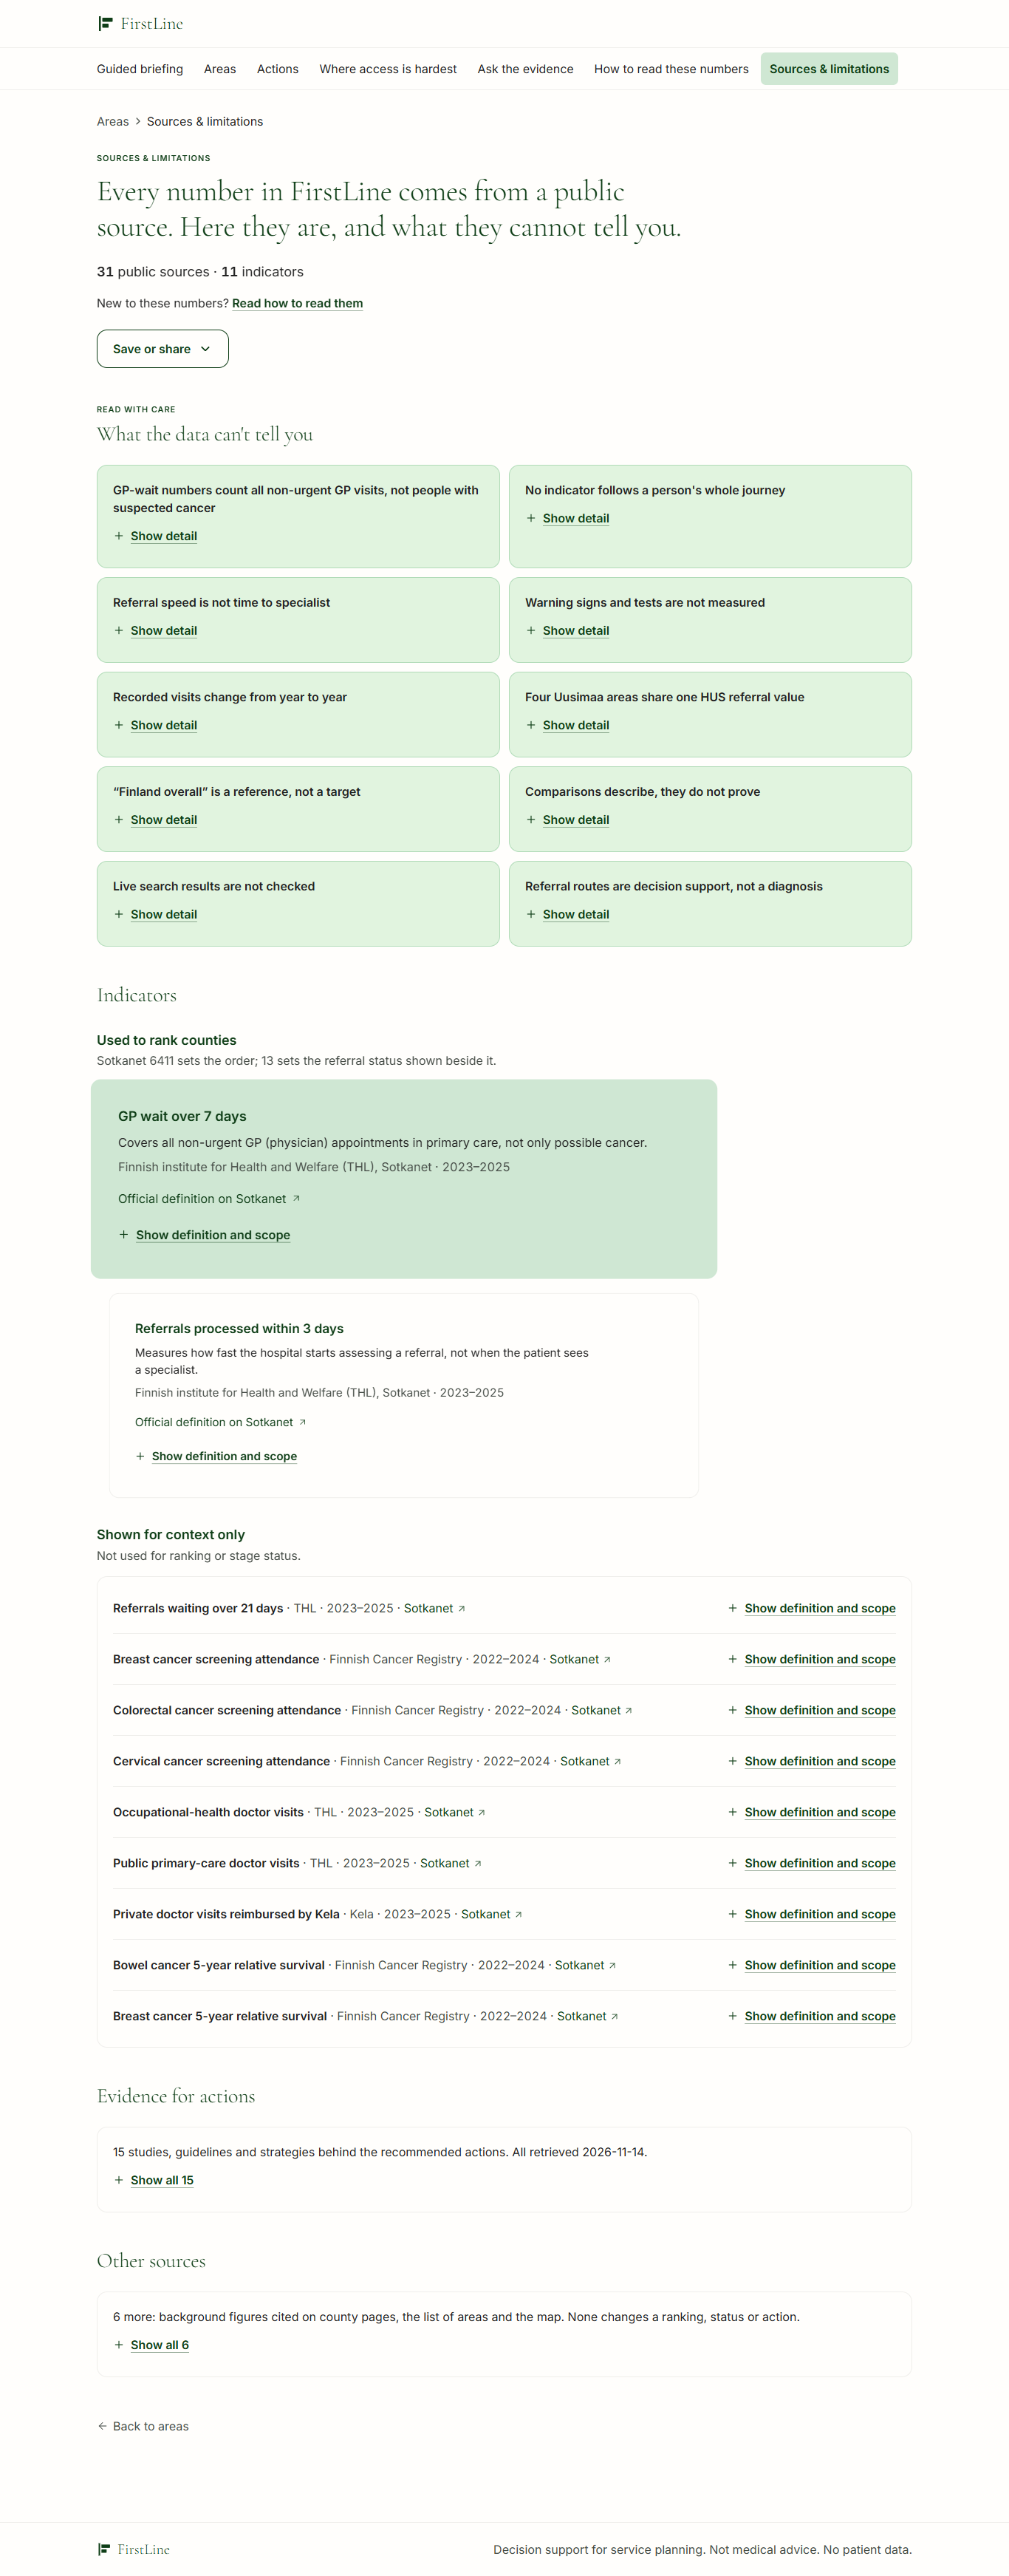 FirstLine
Guided briefing Areas Actions Where access is hardest Ask the evidence How to read these numbers Sources & limitations
Areas > Sources & limitations
SOURCES & LIMITATIONS
Every number in FirstLine comes from a public
source. Here they are, and what they cannot tell you.
31 public sources · 11 indicators
New to these numbers? Read how to read them
Save or share
READ WITH CARE
What the data can't tell you
GP-wait numbers count all non-urgent GP visits, not people with
suspected cancer
+ Show detail
No indicator follows a person's whole journey
+ Show detail
Referral speed is not time to specialist
+ Show detail
Warning signs and tests are not measured
+ Show detail
Recorded visits change from year to year
+ Show detail
Four Uusimaa areas share one HUS referral value
+ Show detail
“Finland overall” is a reference, not a target
+ Show detail
Comparisons describe, they do not prove
+ Show detail
Live search results are not checked
+ Show detail
Referral routes are decision support, not a diagnosis
+ Show detail
Indicators
Used to rank counties
Sotkanet 6411 sets the order; 13 sets the referral status shown beside it.
GP wait over 7 days
Covers all non-urgent GP (physician) appointments in primary care, not only possible cancer.
Finnish institute for Health and Welfare (THL), Sotkanet · 2023–2025
Official definition on Sotkanet ↗
+ Show definition and scope
Referrals processed within 3 days
Measures how fast the hospital starts assessing a referral, not when the patient sees
a specialist.
Finnish institute for Health and Welfare (THL), Sotkanet · 2023–2025
Official definition on Sotkanet ↗
+ Show definition and scope
Shown for context only
Not used for ranking or stage status.
Referrals waiting over 21 days · THL · 2023–2025 · Sotkanet ↗ + Show definition and scope
Breast cancer screening attendance · Finnish Cancer Registry · 2022–2024 · Sotkanet ↗ + Show definition and scope
Colorectal cancer screening attendance · Finnish Cancer Registry · 2022–2024 · Sotkanet ↗ + Show definition and scope
Cervical cancer screening attendance · Finnish Cancer Registry · 2022–2024 · Sotkanet ↗ + Show definition and scope
Occupational-health doctor visits · THL · 2023–2025 · Sotkanet ↗ + Show definition and scope
Public primary-care doctor visits · THL · 2023–2025 · Sotkanet ↗ + Show definition and scope
Private doctor visits reimbursed by Kela · Kela · 2023–2025 · Sotkanet ↗ + Show definition and scope
Bowel cancer 5-year relative survival · Finnish Cancer Registry · 2022–2024 · Sotkanet ↗ + Show definition and scope
Breast cancer 5-year relative survival · Finnish Cancer Registry · 2022–2024 · Sotkanet ↗ + Show definition and scope
Evidence for actions
15 studies, guidelines and strategies behind the recommended actions. All retrieved 2026-11-14.
+ Show all 15
Other sources
6 more: background figures cited on county pages, the list of areas and the map. None changes a ranking, status or action.
+ Show all 6
← Back to areas
FirstLine
Decision support for service planning. Not medical advice. No patient data.